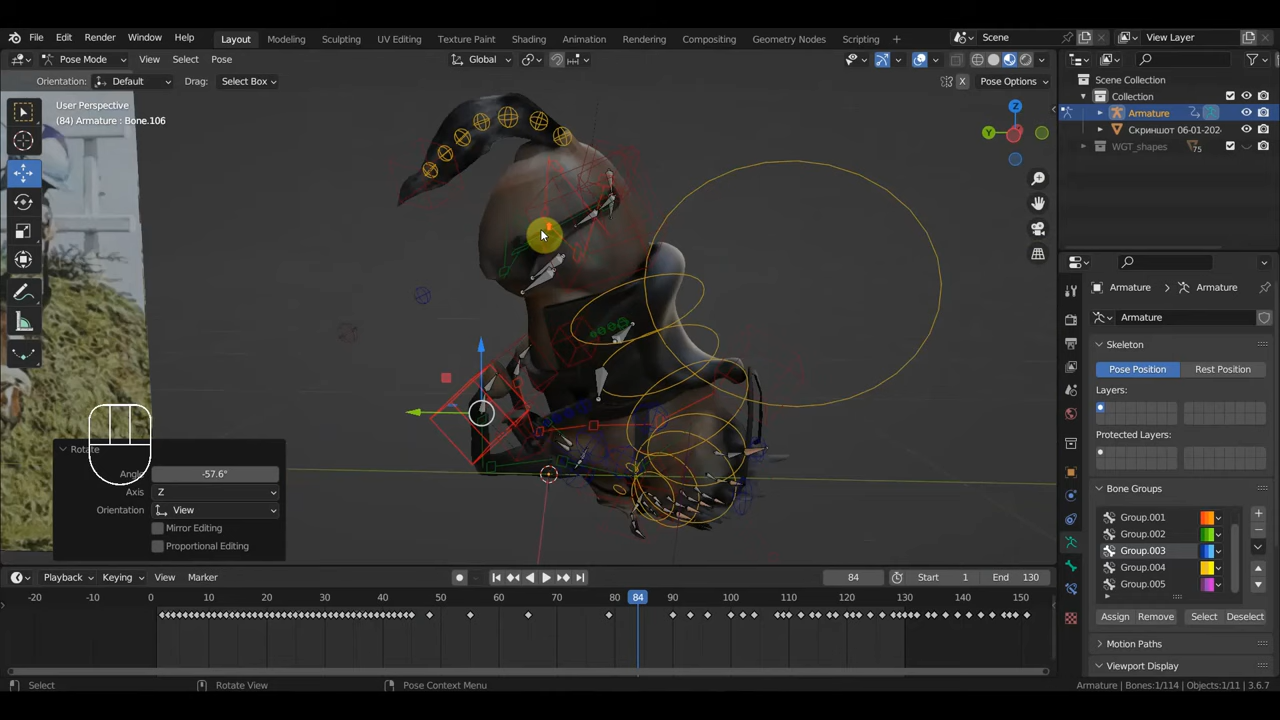 File Edit Render Window Help Layout Modeling Sculpting UV Editing Texture Paint Shading Animation Rendering Compositing Geometry Nodes Scripting + Scene View Layer
Pose Mode View Select Pose Global
Orientation: Default Drag: Select Box X Pose Options
User Perspective
(84) Armature : Bone.106
Z
Y
Scene Collection
Collection
Armature
Скриншот 06-01-202
WGT_shapes 75
Armature > Armature
Armature
Skeleton
Pose Position Rest Position
Layers:
Protected Layers:
Bone Groups
Group.001
Group.002
Group.003
Group.004
Group.005
Assign Remove Select Deselect
Motion Paths
Viewport Display
Rotate
Angle -57.6°
Axis Z
Orientation: View
Mirror Editing
Proportional Editing
Playback Keying View Marker 84 Start 1 End 130
-20 -10 0 10 20 30 40 50 60 70 80 84 90 100 110 120 130 140 150
Select Rotate View Pose Context Menu Armature | Bones:1/114 | Objects:1/11 | 3.6.7